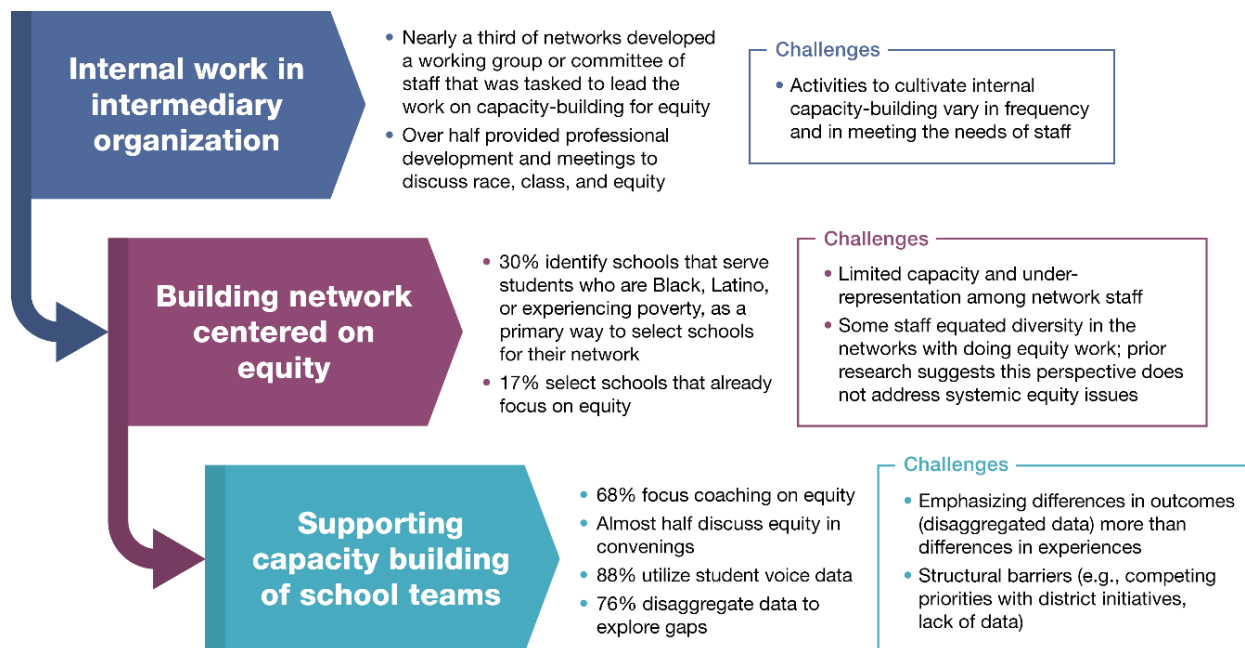 Internal work in
intermediary
organization
• Nearly a third of networks developed
a working group or committee of
staff that was tasked to lead the
work on capacity-building for equity
• Over half provided professional
development and meetings to
discuss race, class, and equity
Challenges
• Activities to cultivate internal
capacity-building vary in frequency
and in meeting the needs of staff
Building network
centered on
equity
• 30% identify schools that serve
students who are Black, Latino,
or experiencing poverty, as a
primary way to select schools
for their network
• 17% select schools that already
focus on equity
Challenges
• Limited capacity and under-
representation among network staff
• Some staff equated diversity in the
networks with doing equity work; prior
research suggests this perspective does
not address systemic equity issues
Supporting
capacity building
of school teams
• 68% focus coaching on equity
• Almost half discuss equity in
convenings
• 88% utilize student voice data
• 76% disaggregate data to
explore gaps
Challenges
• Emphasizing differences in outcomes
(disaggregated data) more than
differences in experiences
• Structural barriers (e.g., competing
priorities with district initiatives,
lack of data)